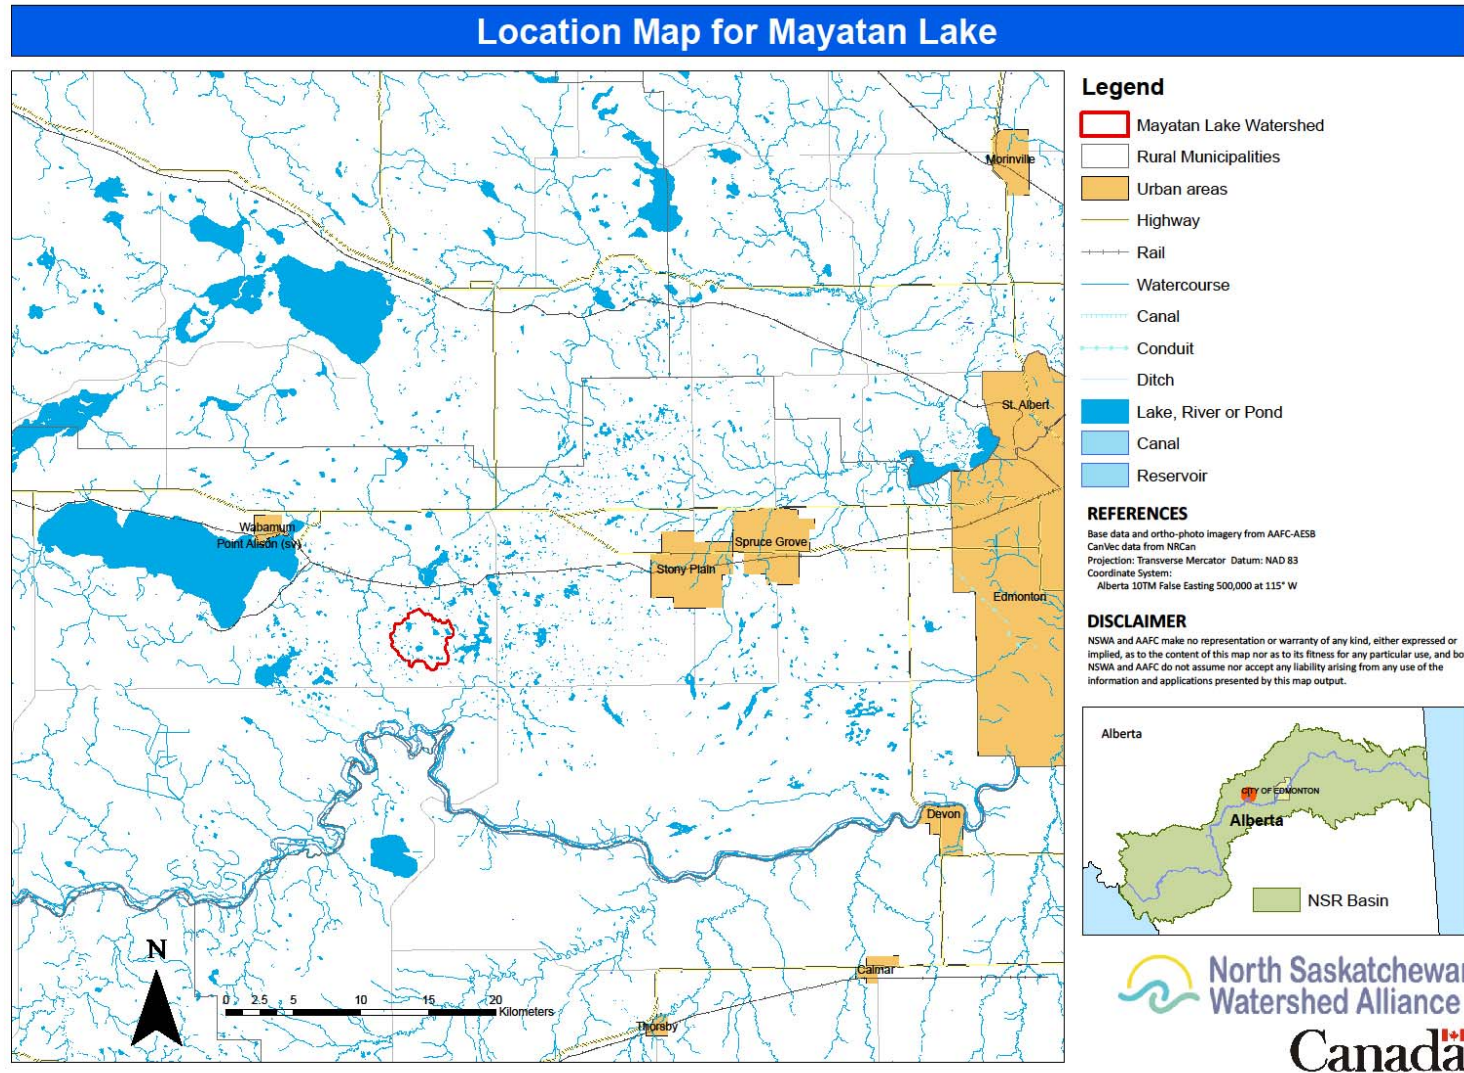 Location Map for Mayatan Lake
Morinville
St. Albert
Wabamun
Point Alison (sv)
Spruce Grove
Stony Plain
Edmonton
Devon
Calmar
Thorsby
N
0 2.5 5 10 15 20
Kilometers
Legend
Mayatan Lake Watershed
Rural Municipalities
Urban areas
Highway
Rail
Watercourse
Canal
Conduit
Ditch
Lake, River or Pond
Canal
Reservoir
REFERENCES
Base data and ortho-photo imagery from AAFC-AESB
CanVec data from NRCan
Projection: Transverse Mercator Datum: NAD 83
Coordinate System:
Alberta 10TM False Easting 500,000 at 115° W
DISCLAIMER
NSWA and AAFC make no representation or warranty of any kind, either expressed or
implied, as to the content of this map nor as to its fitness for any particular use, and bo
NSWA and AAFC do not assume nor accept any liability arising from any use of the
information and applications presented by this map output.
Alberta
CITY OF EDMONTON
Alberta
NSR Basin
North Saskatchewan
Watershed Alliance
Canada